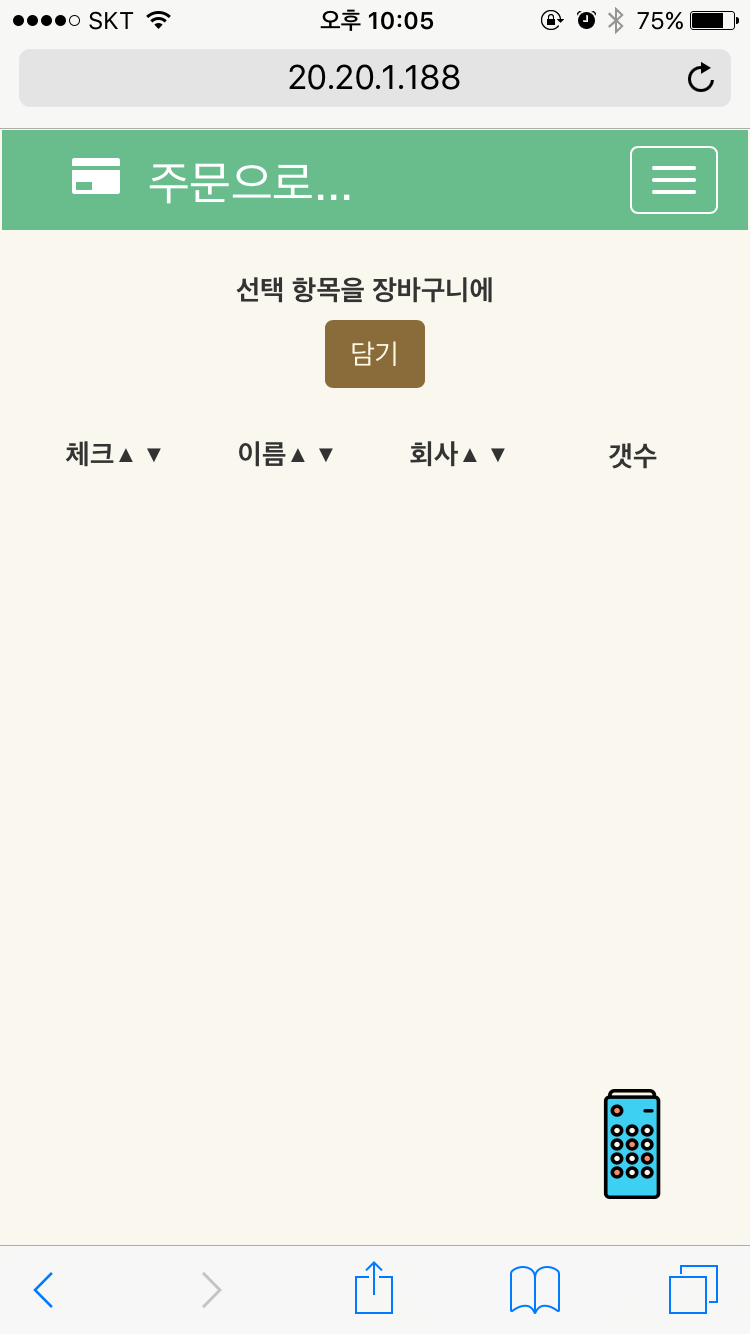 SKT 오후 10:05 75%
20.20.1.188
주문으로...
선택 항목을 장바구니에
담기
체크▲ ▼ 이름▲ ▼ 회사▲ ▼ 갯수